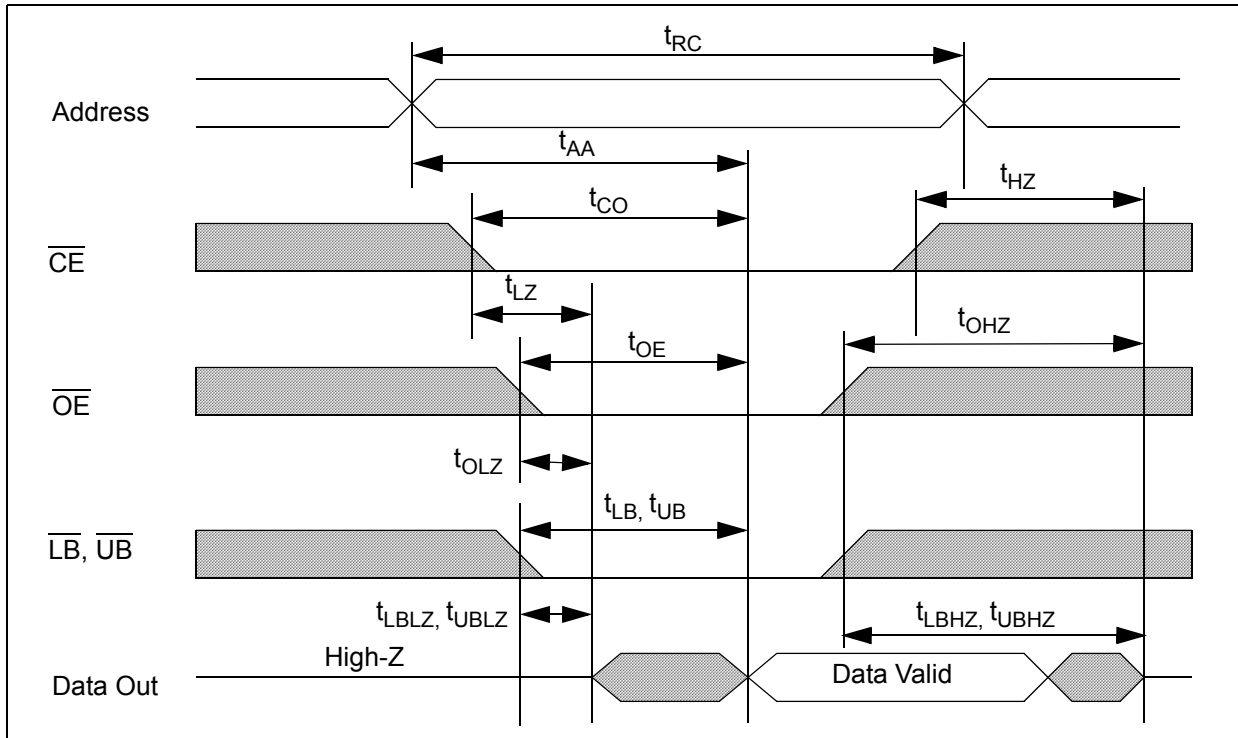 tRC
Address
tAA
tHZ
tCO
CE
tLZ
tOHZ
tOE
OE
tOLZ
tLB, tUB
LB, UB
tLBLZ, tUBLZ
tLBHZ, tUBHZ
High-Z
Data Valid
Data Out